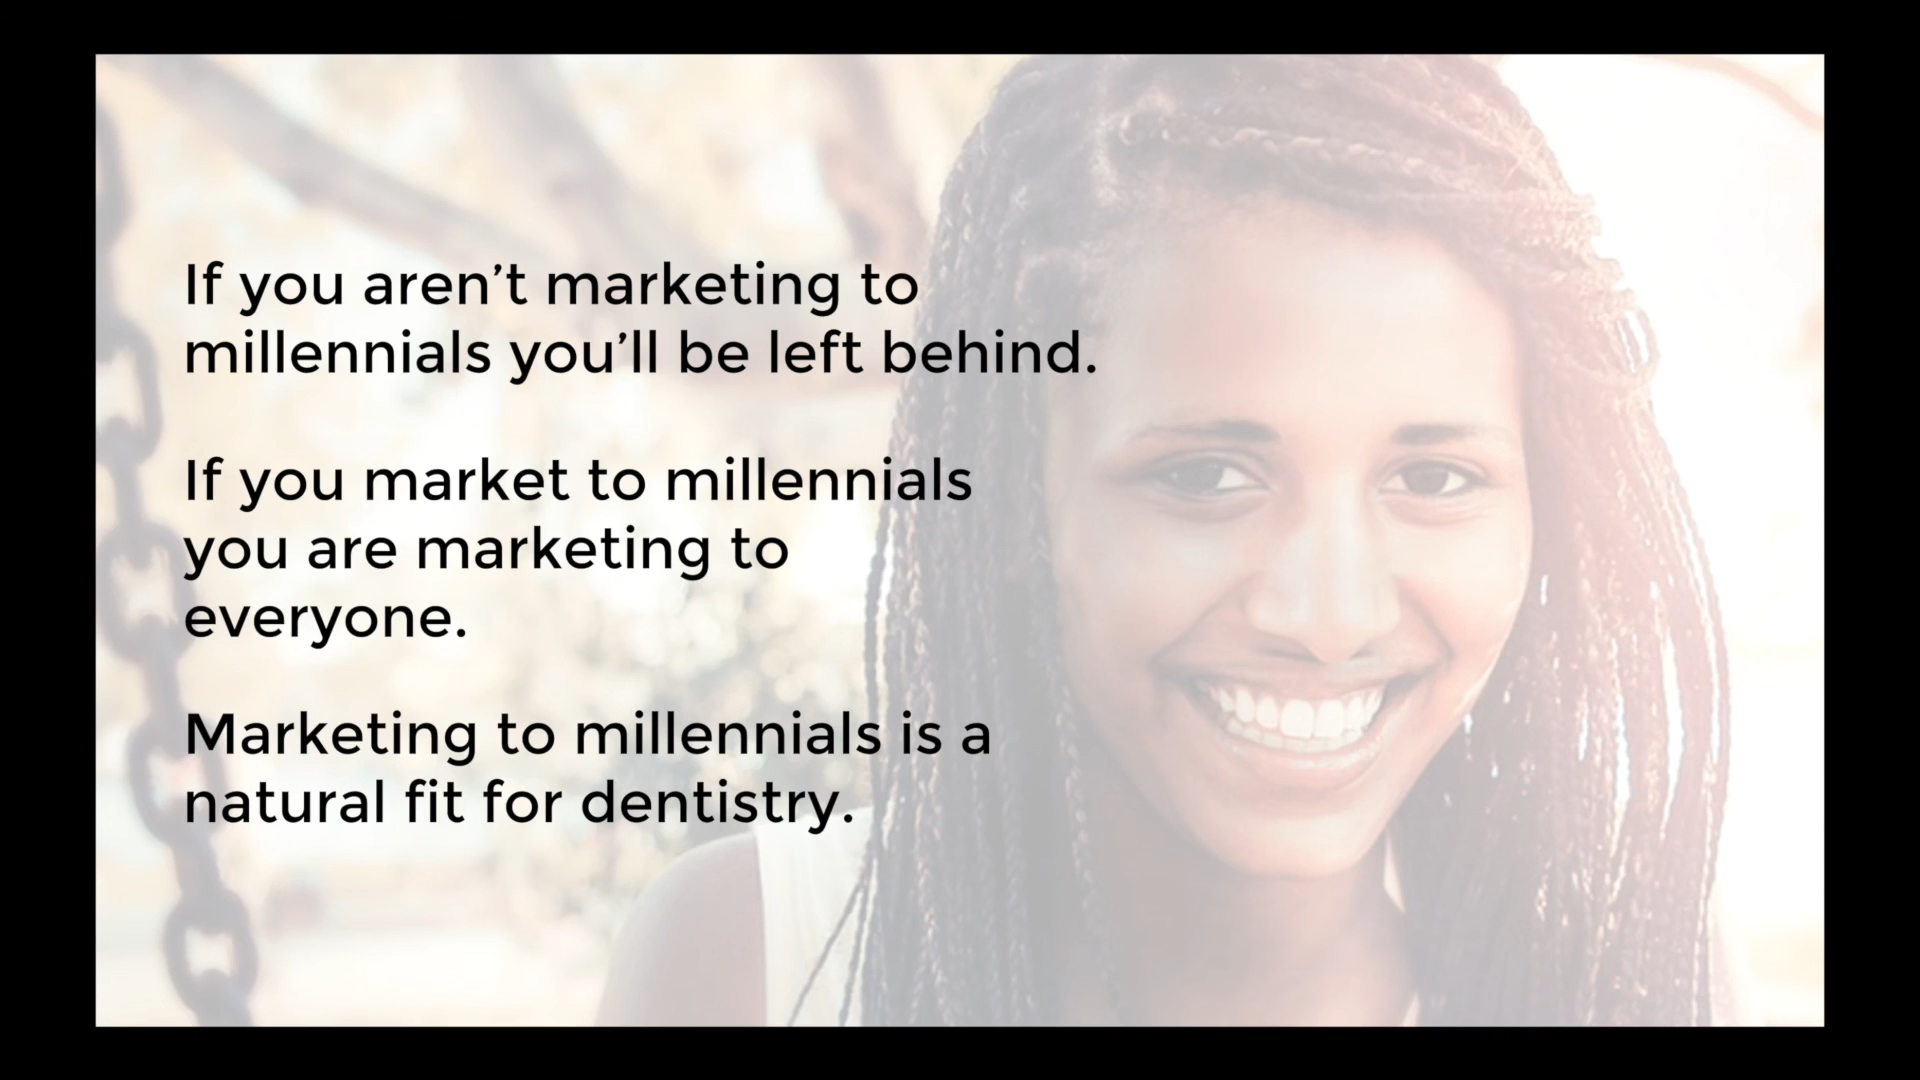 If you aren’t marketing to
millennials you’ll be left behind.
If you market to millennials
you are marketing to
everyone.
Marketing to millennials is a
natural fit for dentistry.